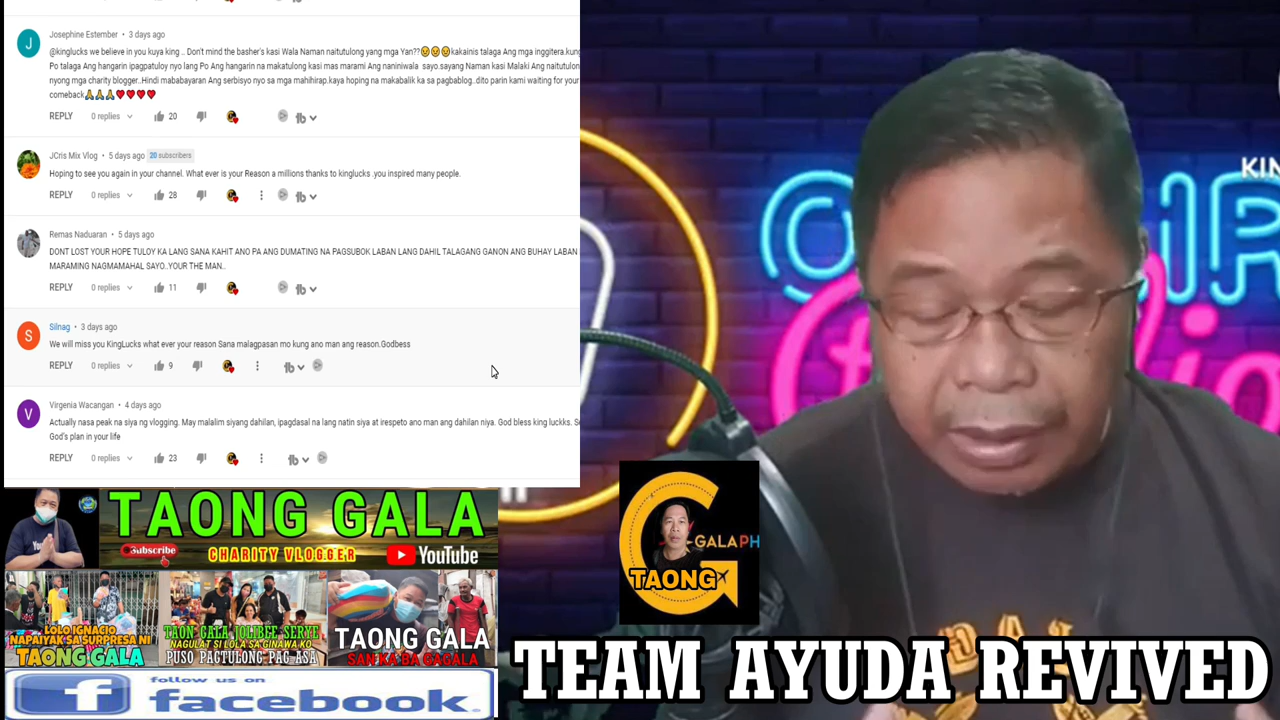 Josephine Estember • 3 days ago
@kinglucks we believe in you kuya king .. Don't mind the basher's kasi Wala Naman naitutulong yang mga Yan??😣😣😣kakainis talaga Ang mga inggitera.kung
Po talaga Ang hangarin ipagpatuloy nyo lang Po Ang hangarin na makatulong kasi mas marami Ang naniniwala sayo.sayang Naman kasi Malaki Ang naitulon
nyong mga charity blogger..Hindi mababayaran Ang serbisyo nyo sa mga mahihirap.kaya hoping na makabalik ka sa pagbablog..dito parin kami waiting for your
comeback🙏🙏🙏❤❤❤❤
REPLY 0 replies 20
JCris Mix Vlog • 5 days ago 20 subscribers
Hoping to see you again in your channel. What ever is your Reason a millions thanks to kinglucks .you inspired many people.
REPLY 0 replies 28
Remas Naduaran • 5 days ago
DONT LOST YOUR HOPE TULOY KA LANG SANA KAHIT ANO PA ANG DUMATING NA PAGSUBOK LABAN LANG DAHIL TALAGANG GANON ANG BUHAY LABAN
MARAMING NAGMAMAHAL SAYO..YOUR THE MAN..
REPLY 0 replies 11
S
Silnag • 3 days ago
We will miss you KingLucks what ever your reason Sana malagpasan mo kung ano man ang reason.Godbess
REPLY 0 replies 9
V
Virgenia Wacangan • 4 days ago
Actually nasa peak na siya ng vlogging. May malalim siyang dahilan, ipagdasal na lang natin siya at irespeto ano man ang dahilan niya. God bless king luckks.
God's plan in your life
REPLY 0 replies 23
J
TAONG GALA
Subscribe
CHARITY VLOGGER
YouTube
LOLO IGNACIO
NAPAIYAK SA SURPRESA NI
TAONG GALA
TAON GALA JOLIBEE SERYE
NAGULAT SI LOLA SA GINAWA KO
PUSO PAGTULONG PAG-ASA
TAONG GALA
SAN KA BA GAGALA
f
follow us on
facebook.
KIN
GALAPH
TAONG
TEAM AYUDA REVIVED